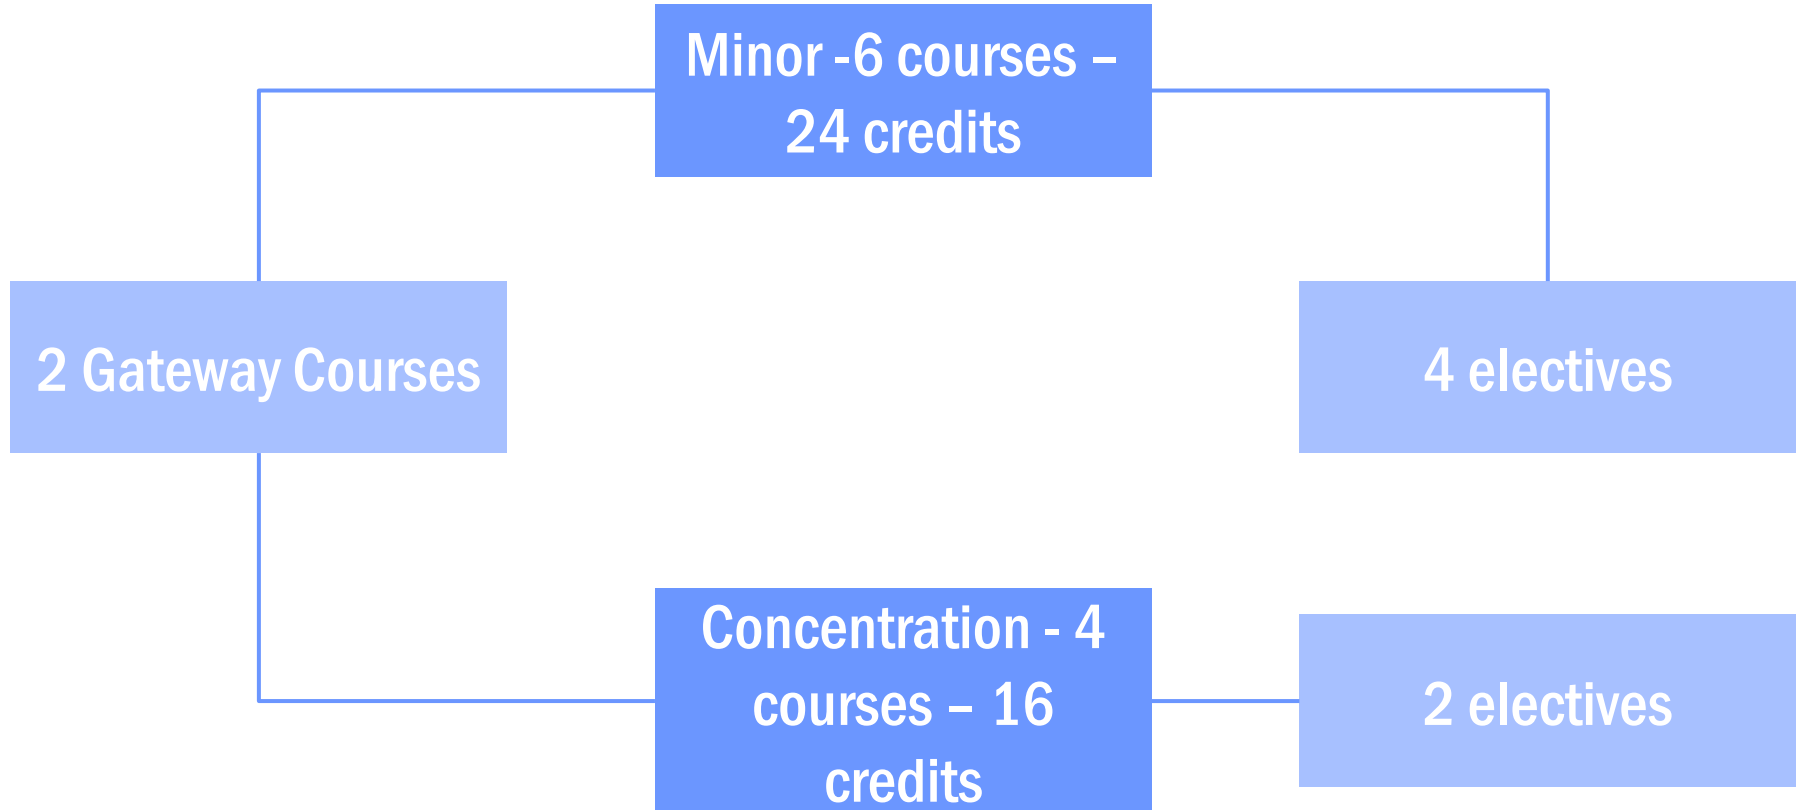 Minor -6 courses –
24 credits
2 Gateway Courses
4 electives
Concentration - 4
courses – 16
credits
2 electives